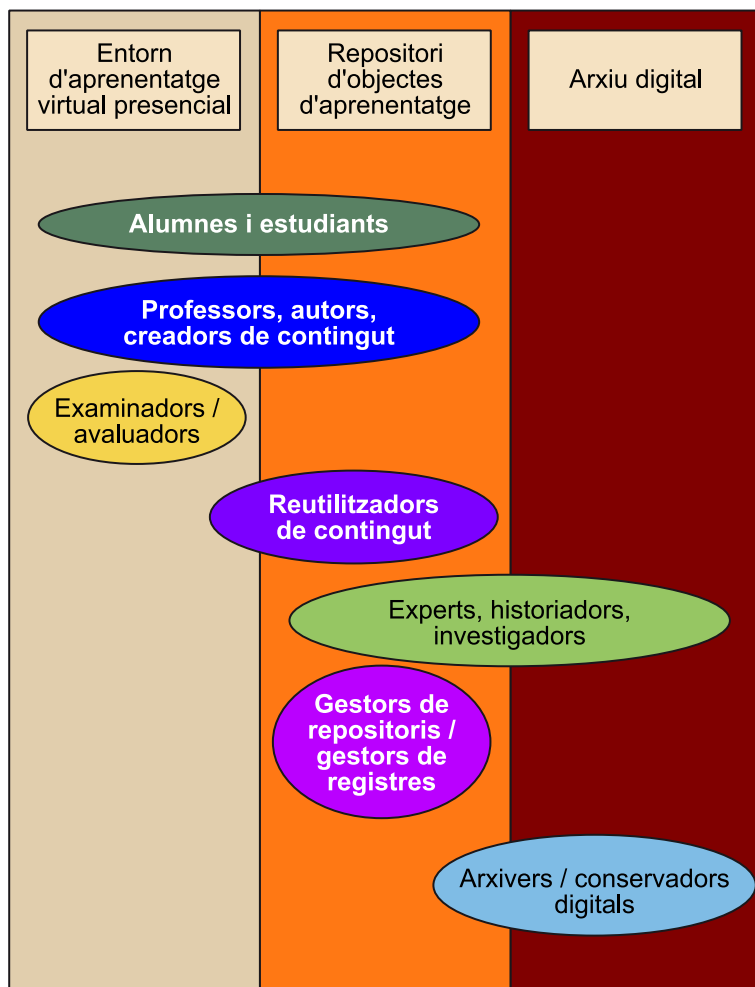 Entorn
d'aprenentatge
virtual presencial
Repositori
d'objectes
d'aprenentatge
Arxiu digital
Alumnes i estudiants
Professors, autors,
creadors de contingut
Examinadors /
avaluadors
Reutilitzadors
de contingut
Experts, historiadors,
investigadors
Gestors de
repositoris /
gestors de
registres
Arxivers / conservadors
digitals